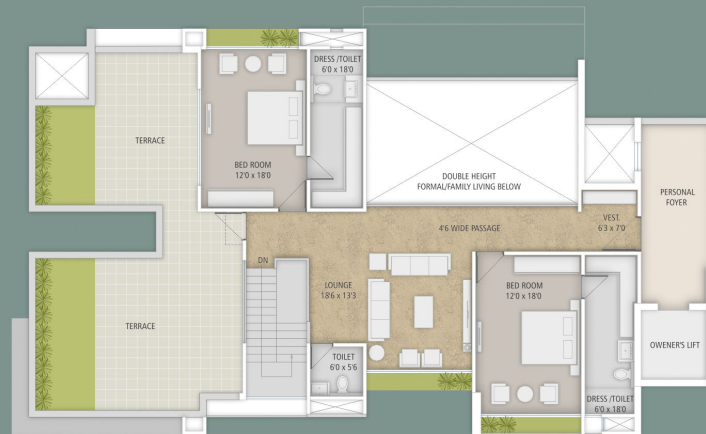 DRESS /TOILET
6'0 x 18'0
TERRACE
BED ROOM
12'0 x 18'0
DOUBLE HEIGHT
FORMAL/FAMILY LIVING BELOW
PERSONAL
FOYER
VEST.
6'3 x 7'0
4'6 WIDE PASSAGE
DN
LOUNGE
18'6 x 13'3
BED ROOM
12'0 x 18'0
TERRACE
OWENER'S LIFT
TOILET
6'0 x 5'6
DRESS /TOILET
6'0 x 18'0